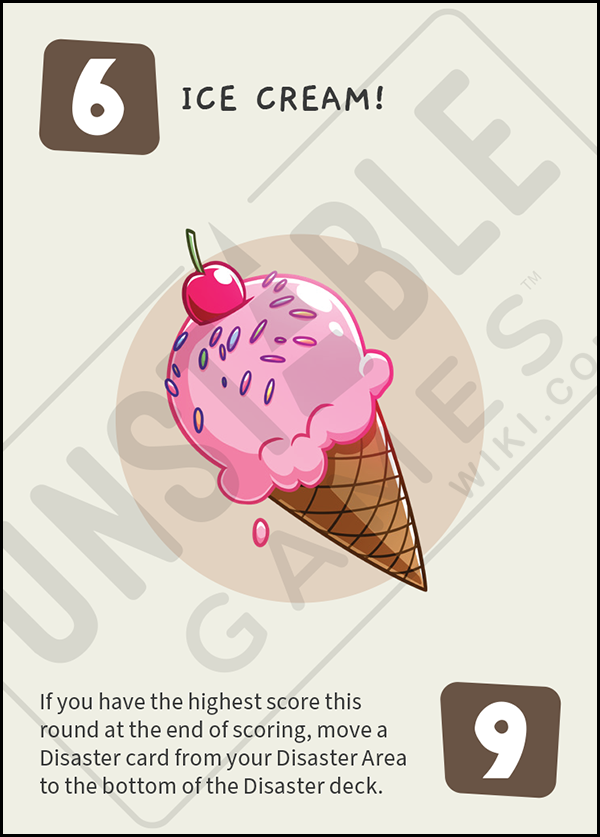 6
ICE CREAM!
UNSTABLE
GAMES™
WIKI.CO
If you have the highest score this
round at the end of scoring, move a
Disaster card from your Disaster Area
to the bottom of the Disaster deck.
6